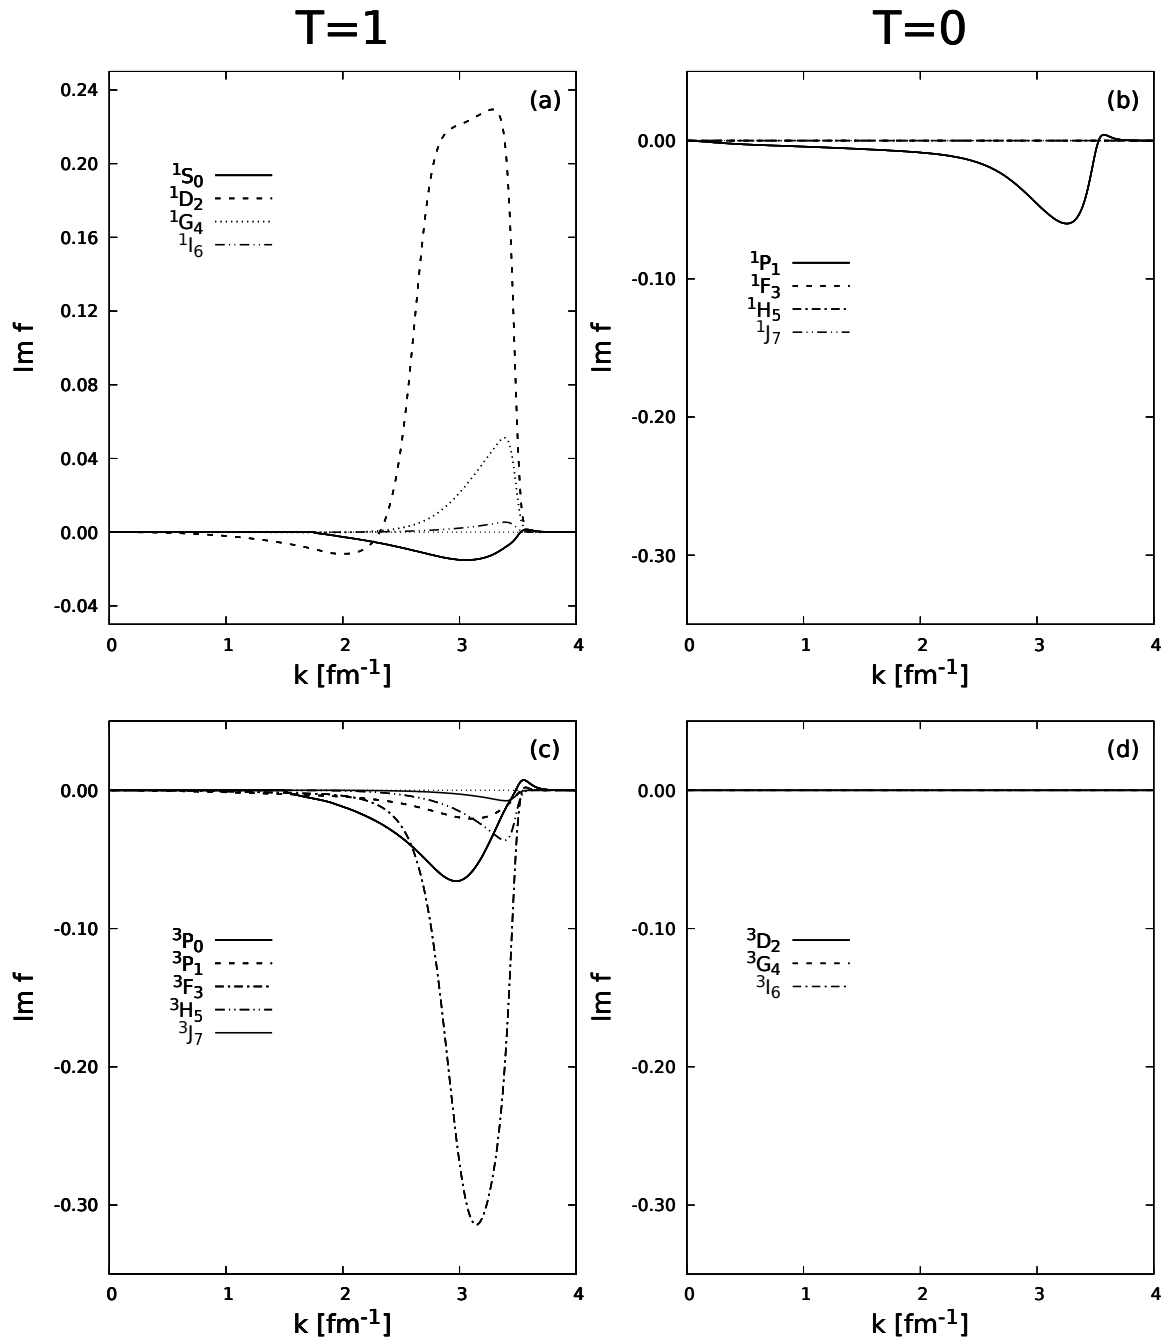 T=1
T=0
(a)
0.24
0.20
0.16
0.12
0.08
0.04
0.00
-0.04
Im f
¹S₀
¹D₂
¹G₄
¹I₆
0 1 2 3 4
k [fm⁻¹]
(b)
0.00
-0.10
-0.20
-0.30
Im f
¹P₁
¹F₃
¹H₅
¹J₇
0 1 2 3 4
k [fm⁻¹]
(c)
0.00
-0.10
-0.20
-0.30
Im f
³P₀
³P₁
³F₃
³H₅
³J₇
0 1 2 3 4
k [fm⁻¹]
(d)
0.00
-0.10
-0.20
-0.30
Im f
³D₂
³G₄
³I₆
0 1 2 3 4
k [fm⁻¹]